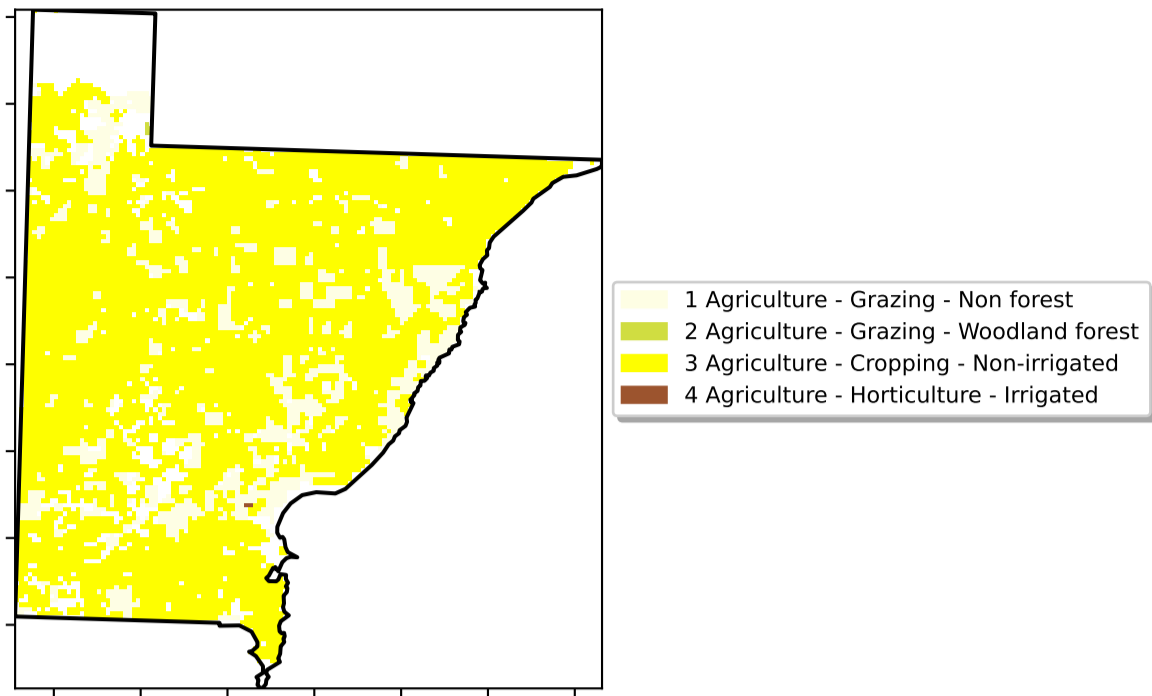 1 Agriculture - Grazing - Non forest
2 Agriculture - Grazing - Woodland forest
3 Agriculture - Cropping - Non-irrigated
4 Agriculture - Horticulture - Irrigated